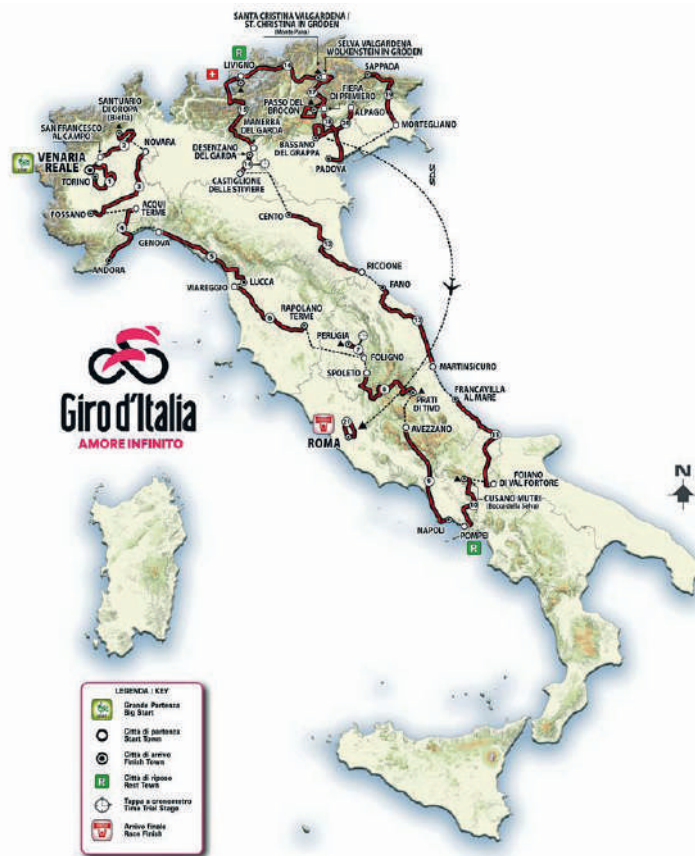 SANTA CRISTINA VALGARDENA /
ST. CHRISTINA IN GRÖDEN
(Monte Pana)
R
LIVIGNO
SELVA VALGARDENA
WOLKENSTEIN IN GRÖDEN
SAPPADA
FIERA
DI PRIMIERO
PASSO DEL
BROCON
ALPAGO
MORTEGLIANO
SANTUARIO
DI OROPA
(Biella)
SAN FRANCESCO
AL CAMPO
NOVARA
MANERBA
DEL GARDA
DESENZANO
DEL GARDA
BASSANO
DEL GRAPPA
PADOVA
VENARIA
REALE
TORINO
CASTIGLIONE
DELLE STIVIERE
FOSSANO
ACQUI
TERME
CENTO
ANDORA
GENOVA
RICCIONE
FANO
LUCCA
VIAREGGIO
RAPOLANO
TERME
PERUGIA
FOLIGNO
SPOLETO
MARTINSICURO
FRANCAVILLA
AL MARE
PRATI
DI TIVO
AVEZZANO
Giro d'Italia
AMORE INFINITO
ROMA
N
FOIANO
DI VAL FORTORE
CUSANO MUTRI
(Bocca della Selva)
NAPOLI
POMPEI
R
LEGENDA / KEY
Grande Partenza
Big Start
Città di partenza
Start Town
Città di arrivo
Finish Town
R
Città di riposo
Rest Town
Tappa a cronometro
Time Trial Stage
Arrivo finale
Race Finish